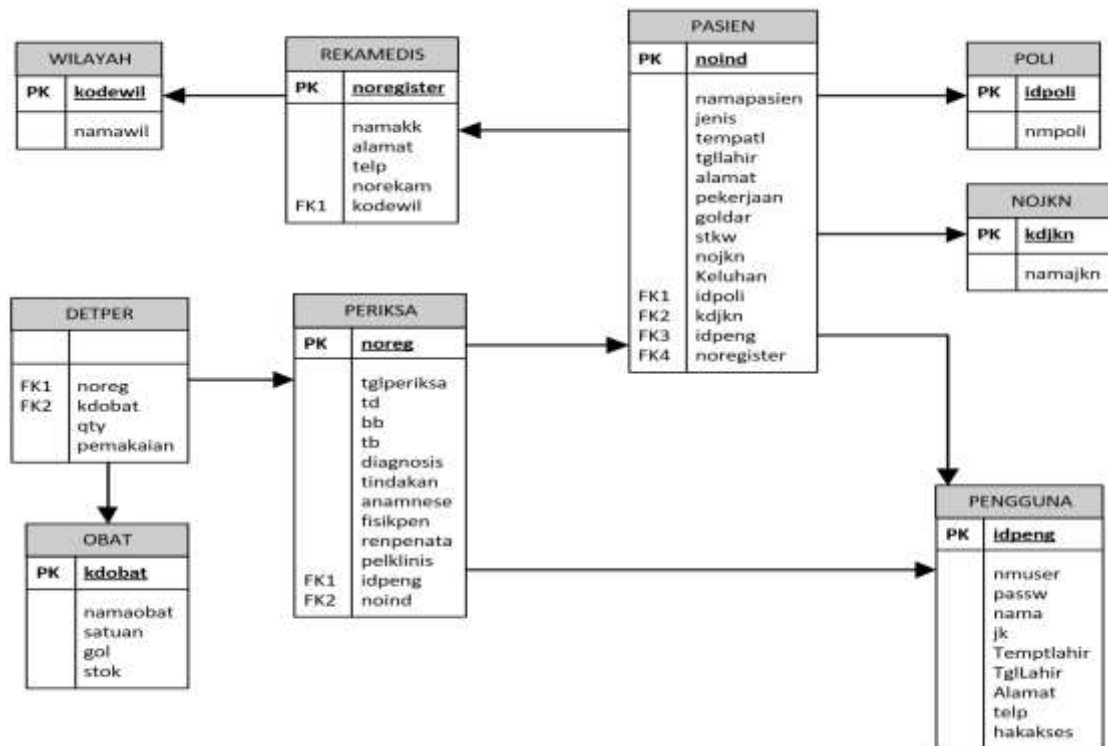 WILAYAH
PK kodewil
namawil
REKAMEDIS
PK noregister
namakk
alamat
telp
norekam
FK1 kodewil
PASIEN
PK noind
namapasien
jenis
tempatl
tgllahir
alamat
pekerjaan
goldar
stkw
nojkn
Keluhan
FK1 idpoli
FK2 kdjkn
FK3 idpeng
FK4 noregister
POLI
PK idpoli
nmpoli
NOJKN
PK kdjkn
namajkn
DETPER
FK1 noreg
FK2 kdobat
qty
pemakaian
PERIKSA
PK noreg
tglperiksa
td
bb
tb
diagnosis
tindakan
anamnese
fisikpen
renpenata
pelklinis
FK1 idpeng
FK2 noind
OBAT
PK kdobat
namaobat
satuan
gol
stok
PENGGUNA
PK idpeng
nmuser
passw
nama
jk
Temptlahir
TglLahir
Alamat
telp
hakakses